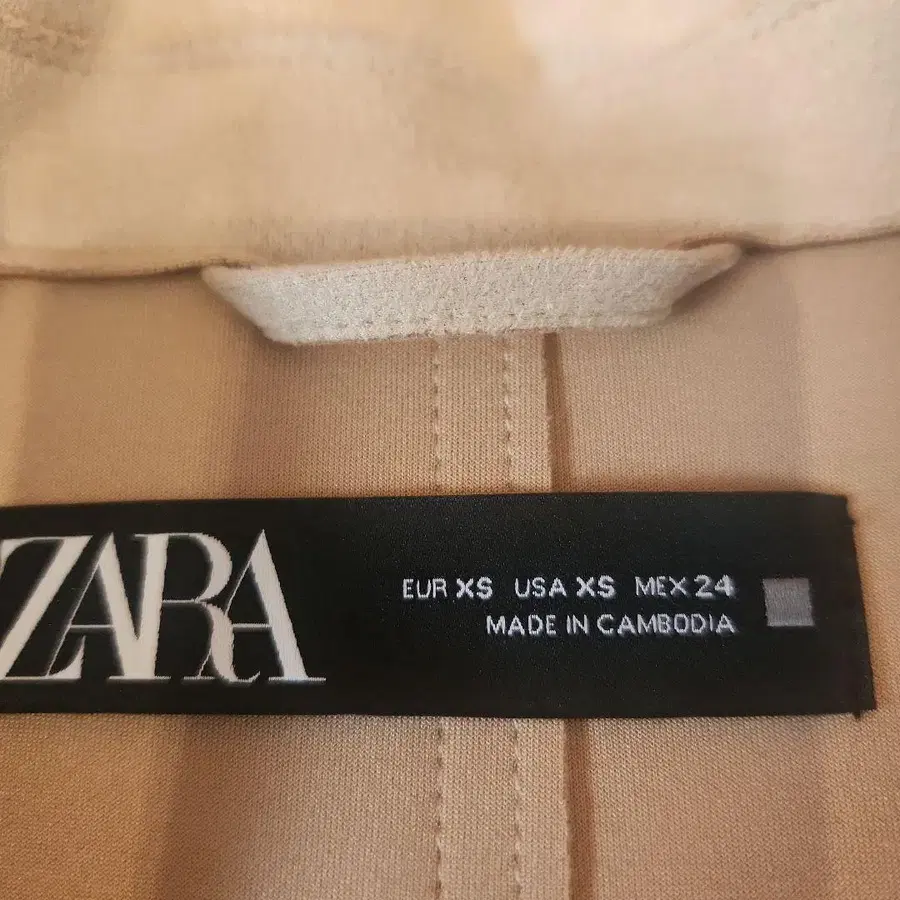 ZARA
EUR XS USA XS MEX 24
MADE IN CAMBODIA